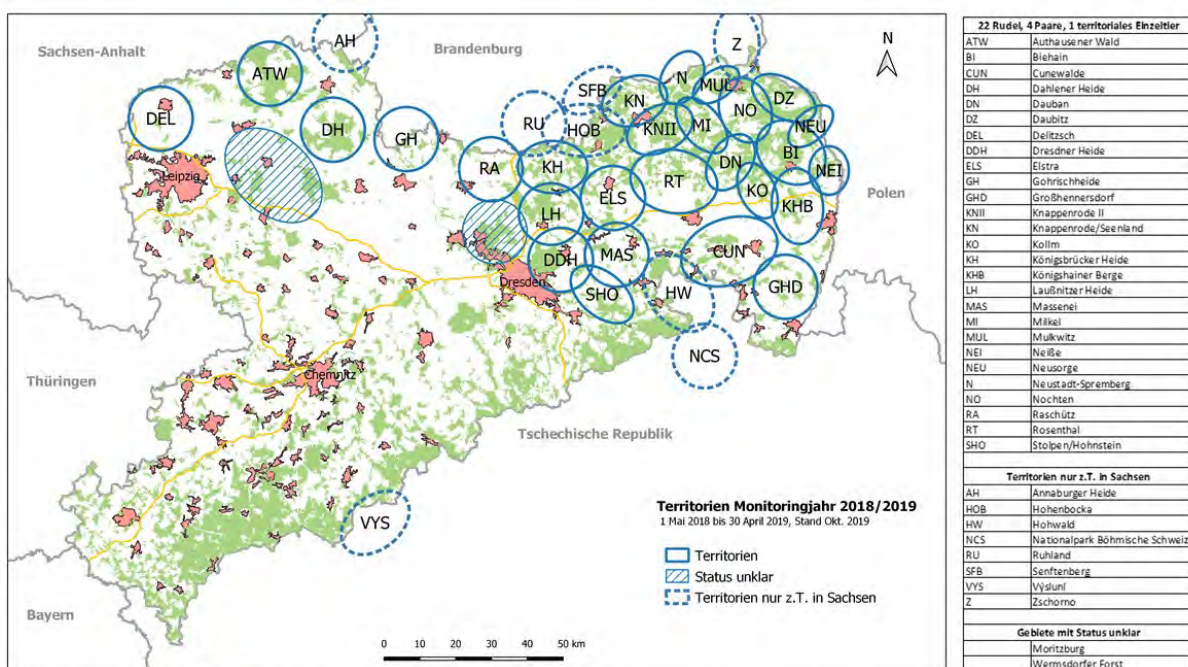 Sachsen-Anhalt
Brandenburg
Polen
Thüringen
Tschechische Republik
Bayern
N
AH
Z
ATW
DEL
DH
GH
RU
SFB
HOB
KN
N
MUL
KNII
MI
NO
DZ
NEU
BI
NEI
DN
KO
KHB
RA
KH
LH
ELS
RT
DDH
MAS
SHO
CUN
HW
GHD
NCS
VYS
Leipzig
Dresden
Chemnitz
Territorien Monitoringjahr 2018/2019
1 Mai 2018 bis 30 April 2019, Stand Okt. 2019
Territorien
Status unklar
Territorien nur z.T. in Sachsen
0 10 20 30 40 50 km
22 Rudel, 4 Paare, 1 territoriales Einzeltier
ATW Authausener Wald
BI Biehain
CUN Cunewalde
DH Dahlener Heide
DN Dauban
DZ Daubitz
DEL Delitzsch
DDH Dresdner Heide
ELS Elstra
GH Gohrischheide
GHD Großhennersdorf
KNII Knappenrode II
KN Knappenrode/Seenland
KO Kollm
KH Königsbrücker Heide
KHB Königshainer Berge
LH Laußnitzer Heide
MAS Massenei
MI Milkel
MUL Mulkwitz
NEI Neiße
NEU Neusorge
N Neustadt-Spremberg
NO Nochten
RA Raschütz
RT Rosenthal
SHO Stolpen/Hohnstein
Territorien nur z.T. in Sachsen
AH Annaburger Heide
HOB Hohenbocka
HW Hohwald
NCS Nationalpark Böhmische Schweiz
RU Ruhland
SFB Senftenberg
VYS Výsluní
Z Zschorno
Gebiete mit Status unklar
Moritzburg
Wermsdorfer Forst